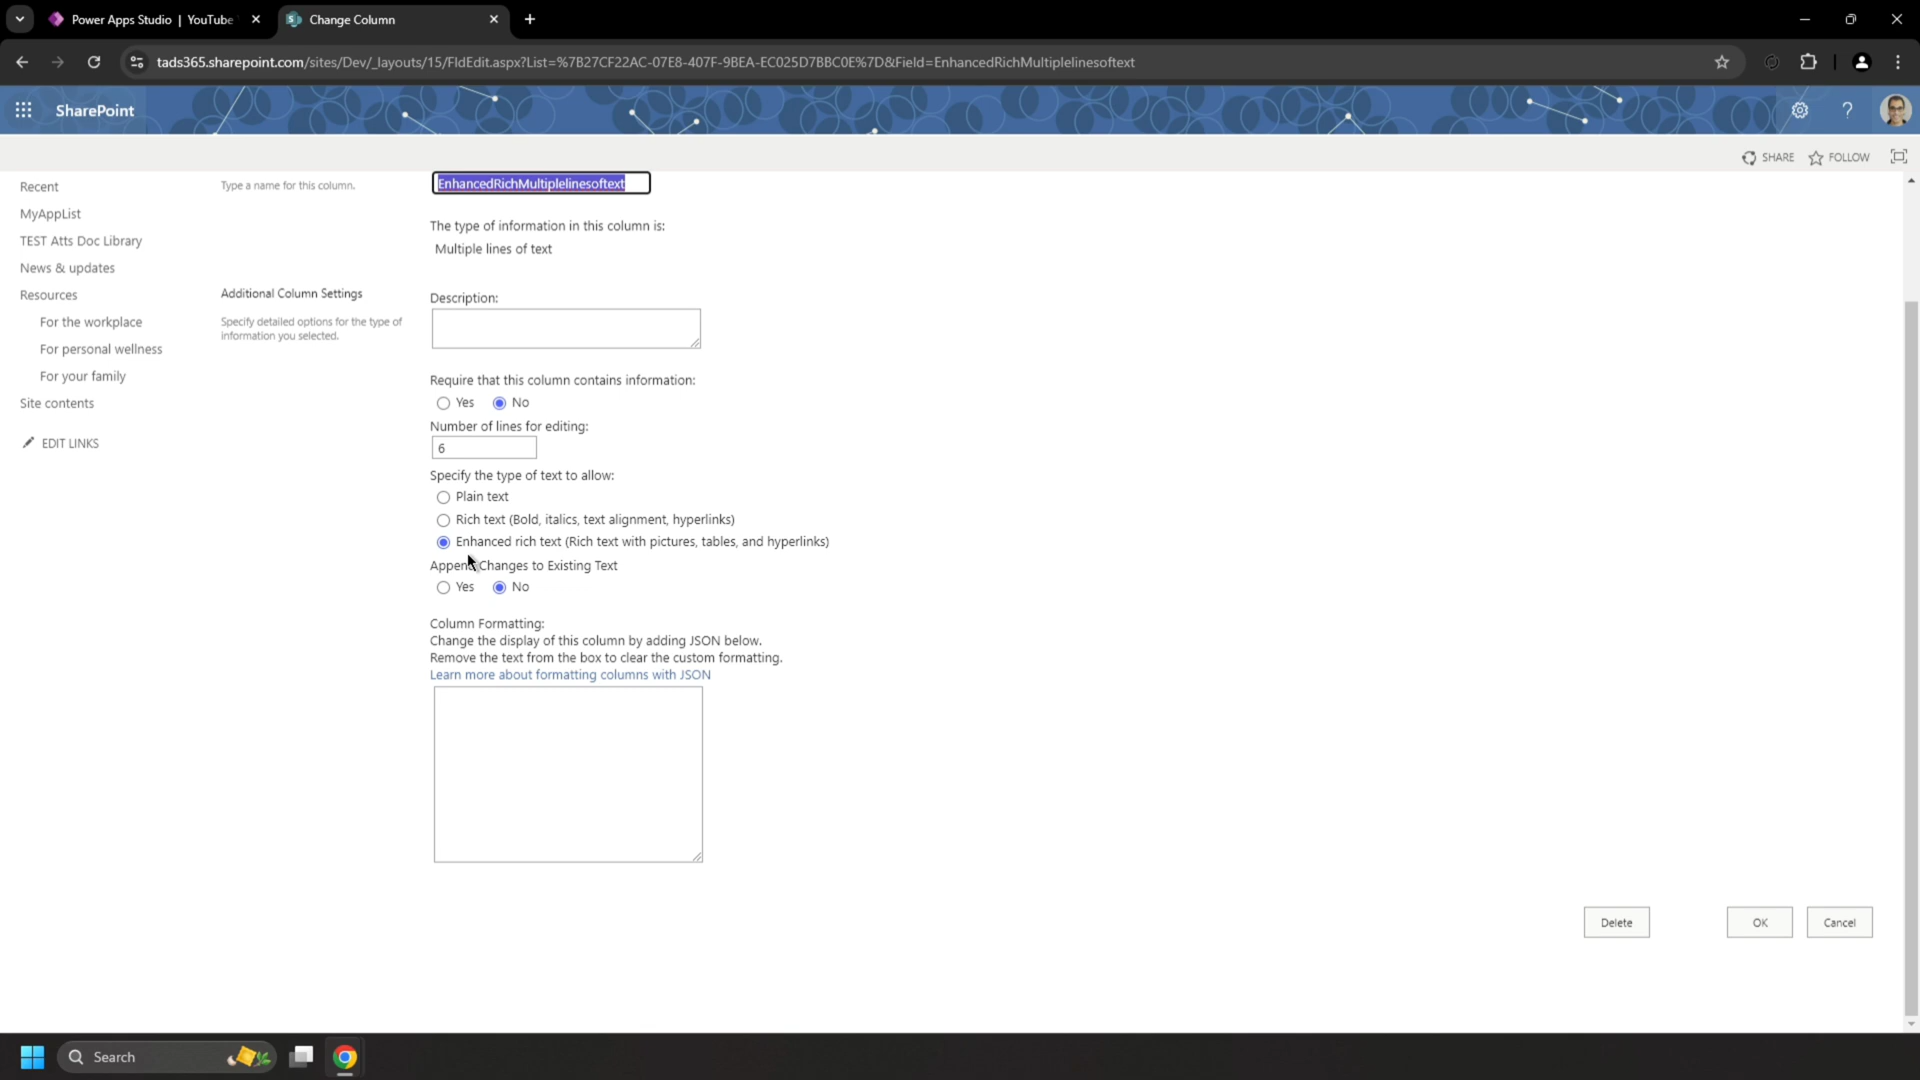 Power Apps Studio | YouTube
Change Column
tads365.sharepoint.com/sites/Dev/_layouts/15/FldEdit.aspx?List=%7B27CF22AC-07E8-407F-9BEA-EC025D7BBC0E%7D&Field=EnhancedRichMultiplelinesoftext
SharePoint
SHARE
FOLLOW
Recent
MyAppList
TEST Atts Doc Library
News & updates
Resources
For the workplace
For personal wellness
For your family
Site contents
EDIT LINKS
Type a name for this column.
EnhancedRichMultiplelinesoftext
The type of information in this column is:
Multiple lines of text
Additional Column Settings
Specify detailed options for the type of
information you selected.
Description:
Require that this column contains information:
Yes No
Number of lines for editing:
6
Specify the type of text to allow:
Plain text
Rich text (Bold, italics, text alignment, hyperlinks)
Enhanced rich text (Rich text with pictures, tables, and hyperlinks)
Append Changes to Existing Text
Yes No
Column Formatting:
Change the display of this column by adding JSON below.
Remove the text from the box to clear the custom formatting.
Learn more about formatting columns with JSON
Delete OK Cancel
Search